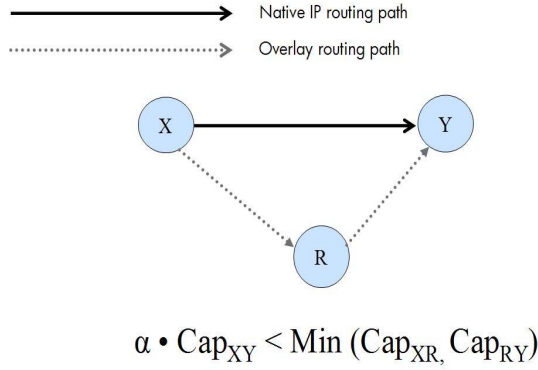 Native IP routing path
Overlay routing path
X
Y
R
α • Cap_XY < Min (Cap_XR, Cap_RY)